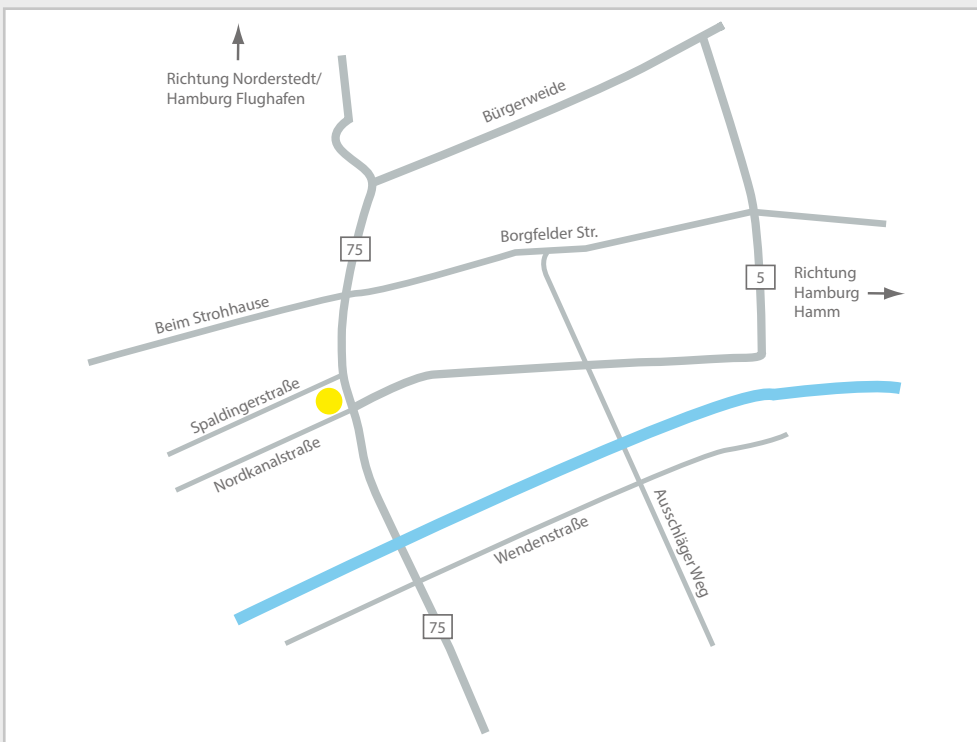 Richtung Norderstedt/
Hamburg Flughafen
Bürgerweide
75
Borgfelder Str.
5
Richtung
Hamburg
Hamm
Beim Strohhause
Spaldingerstraße
Nordkanalstraße
Wendenstraße
Ausschläger Weg
75